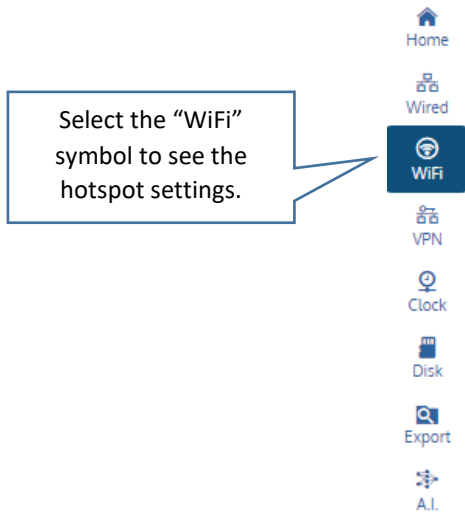 Home
Wired
Select the “WiFi”
symbol to see the
hotspot settings.
WiFi
VPN
Clock
Disk
Export
A.I.